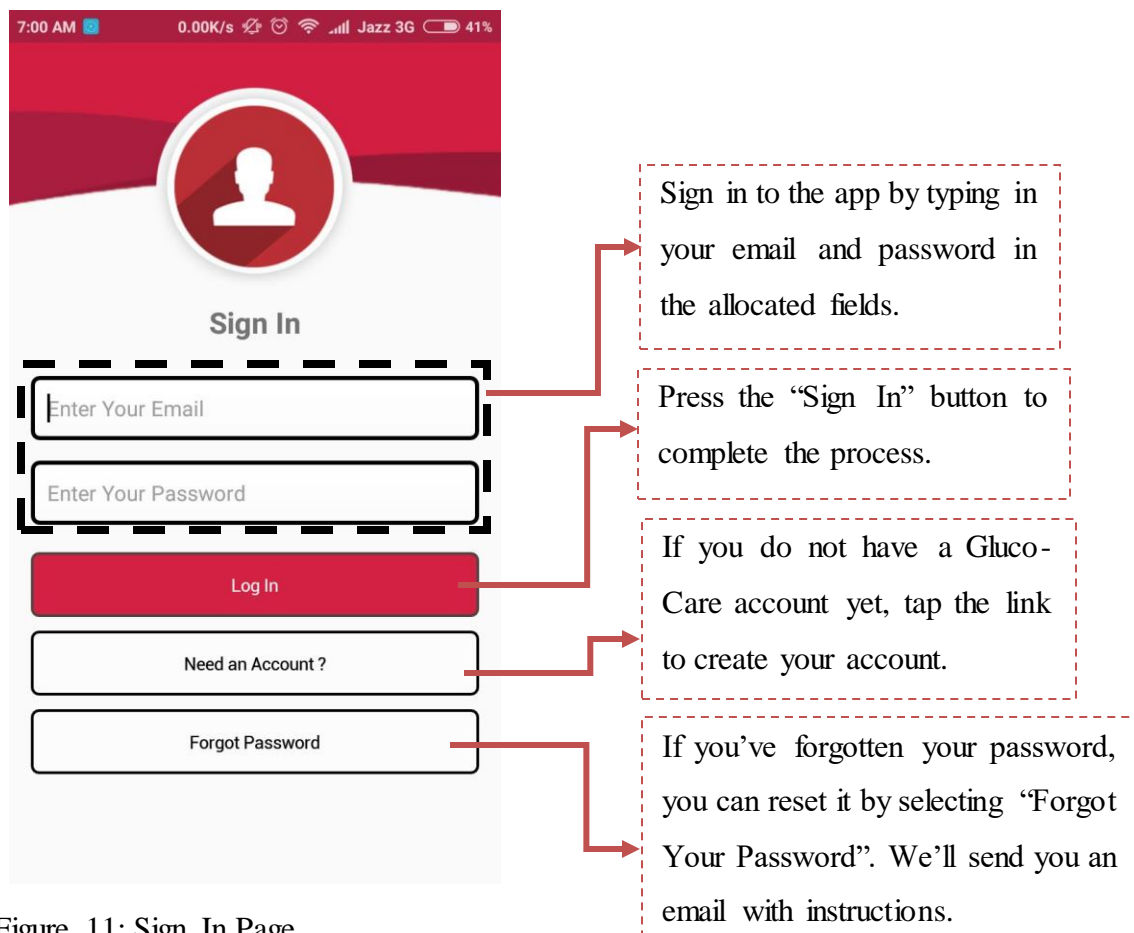 7:00 AM 0.00K/s Jazz 3G 41%
Sign In
Enter Your Email
Enter Your Password
Log In
Need an Account ?
Forgot Password
Sign in to the app by typing in
your email and password in
the allocated fields.
Press the “Sign In” button to
complete the process.
If you do not have a Gluco-
Care account yet, tap the link
to create your account.
If you’ve forgotten your password,
you can reset it by selecting “Forgot
Your Password”. We’ll send you an
email with instructions.
Figure 11: Sign In Page